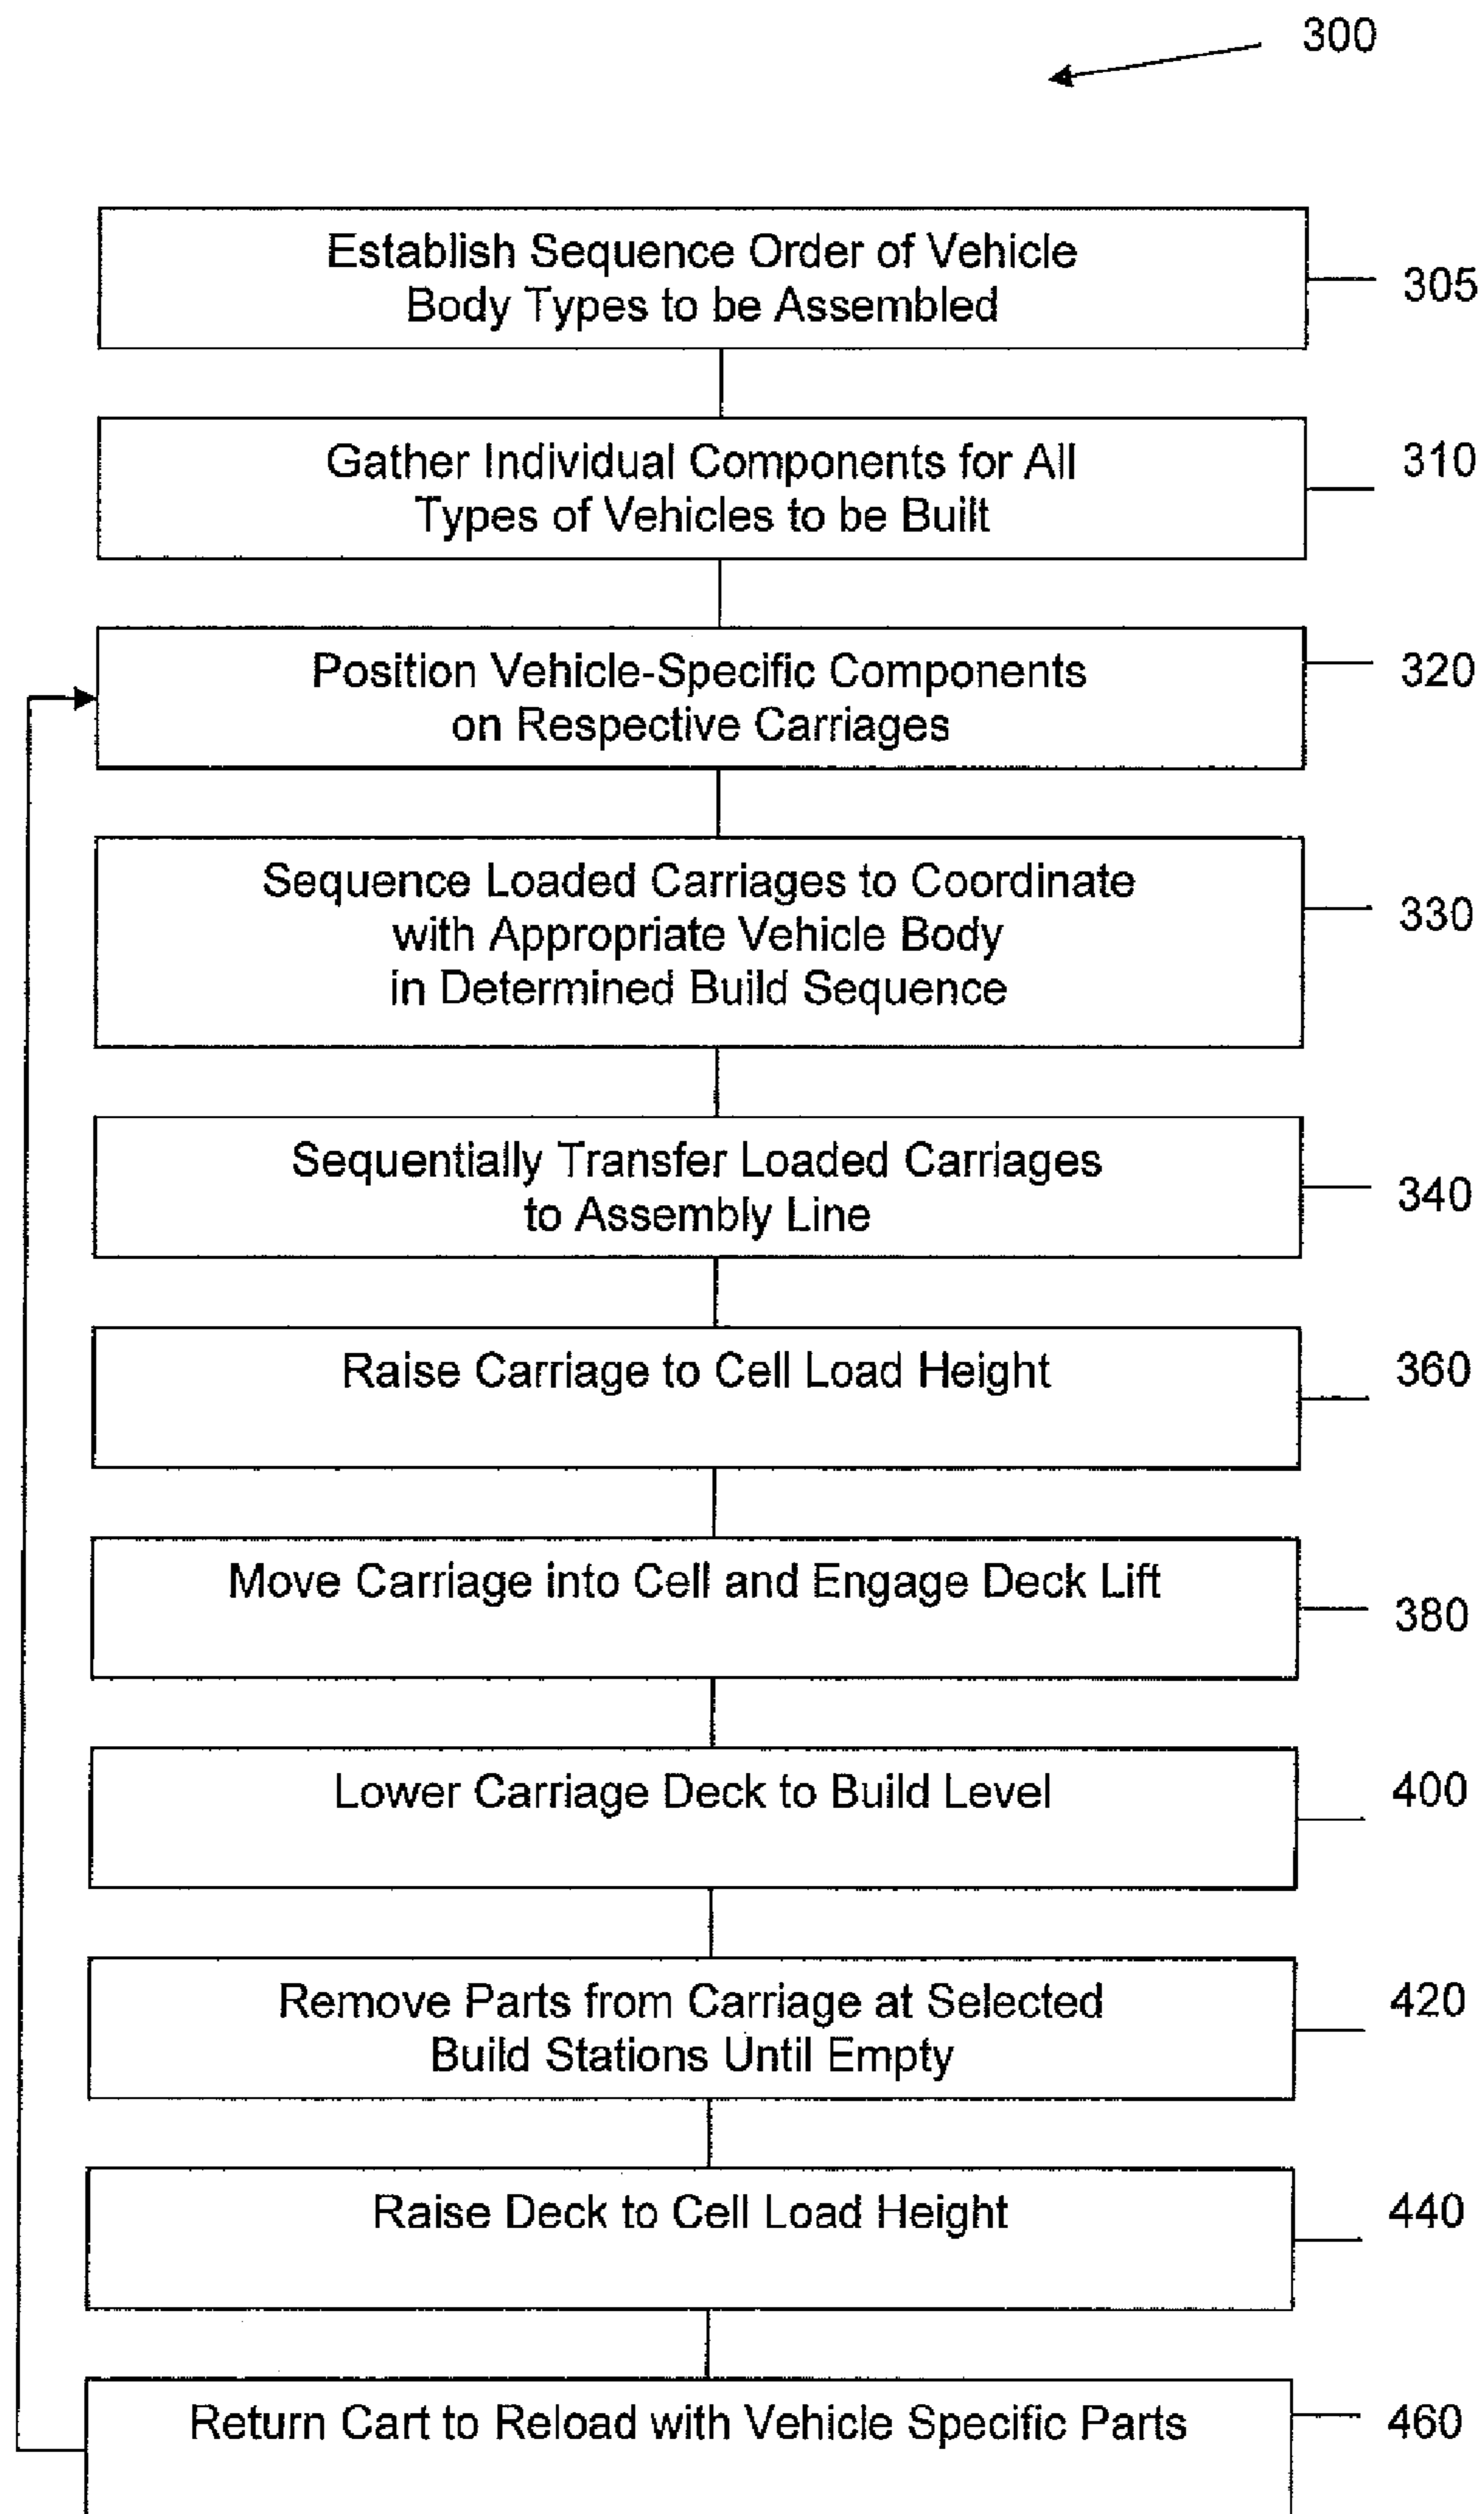 300
Establish Sequence Order of Vehicle
Body Types to be Assembled
305
Gather Individual Components for All
Types of Vehicles to be Built
310
Position Vehicle-Specific Components
on Respective Carriages
320
Sequence Loaded Carriages to Coordinate
with Appropriate Vehicle Body
in Determined Build Sequence
330
Sequentially Transfer Loaded Carriages
to Assembly Line
340
Raise Carriage to Cell Load Height
360
Move Carriage into Cell and Engage Deck Lift
380
Lower Carriage Deck to Build Level
400
Remove Parts from Carriage at Selected
Build Stations Until Empty
420
Raise Deck to Cell Load Height
440
Return Cart to Reload with Vehicle Specific Parts
460